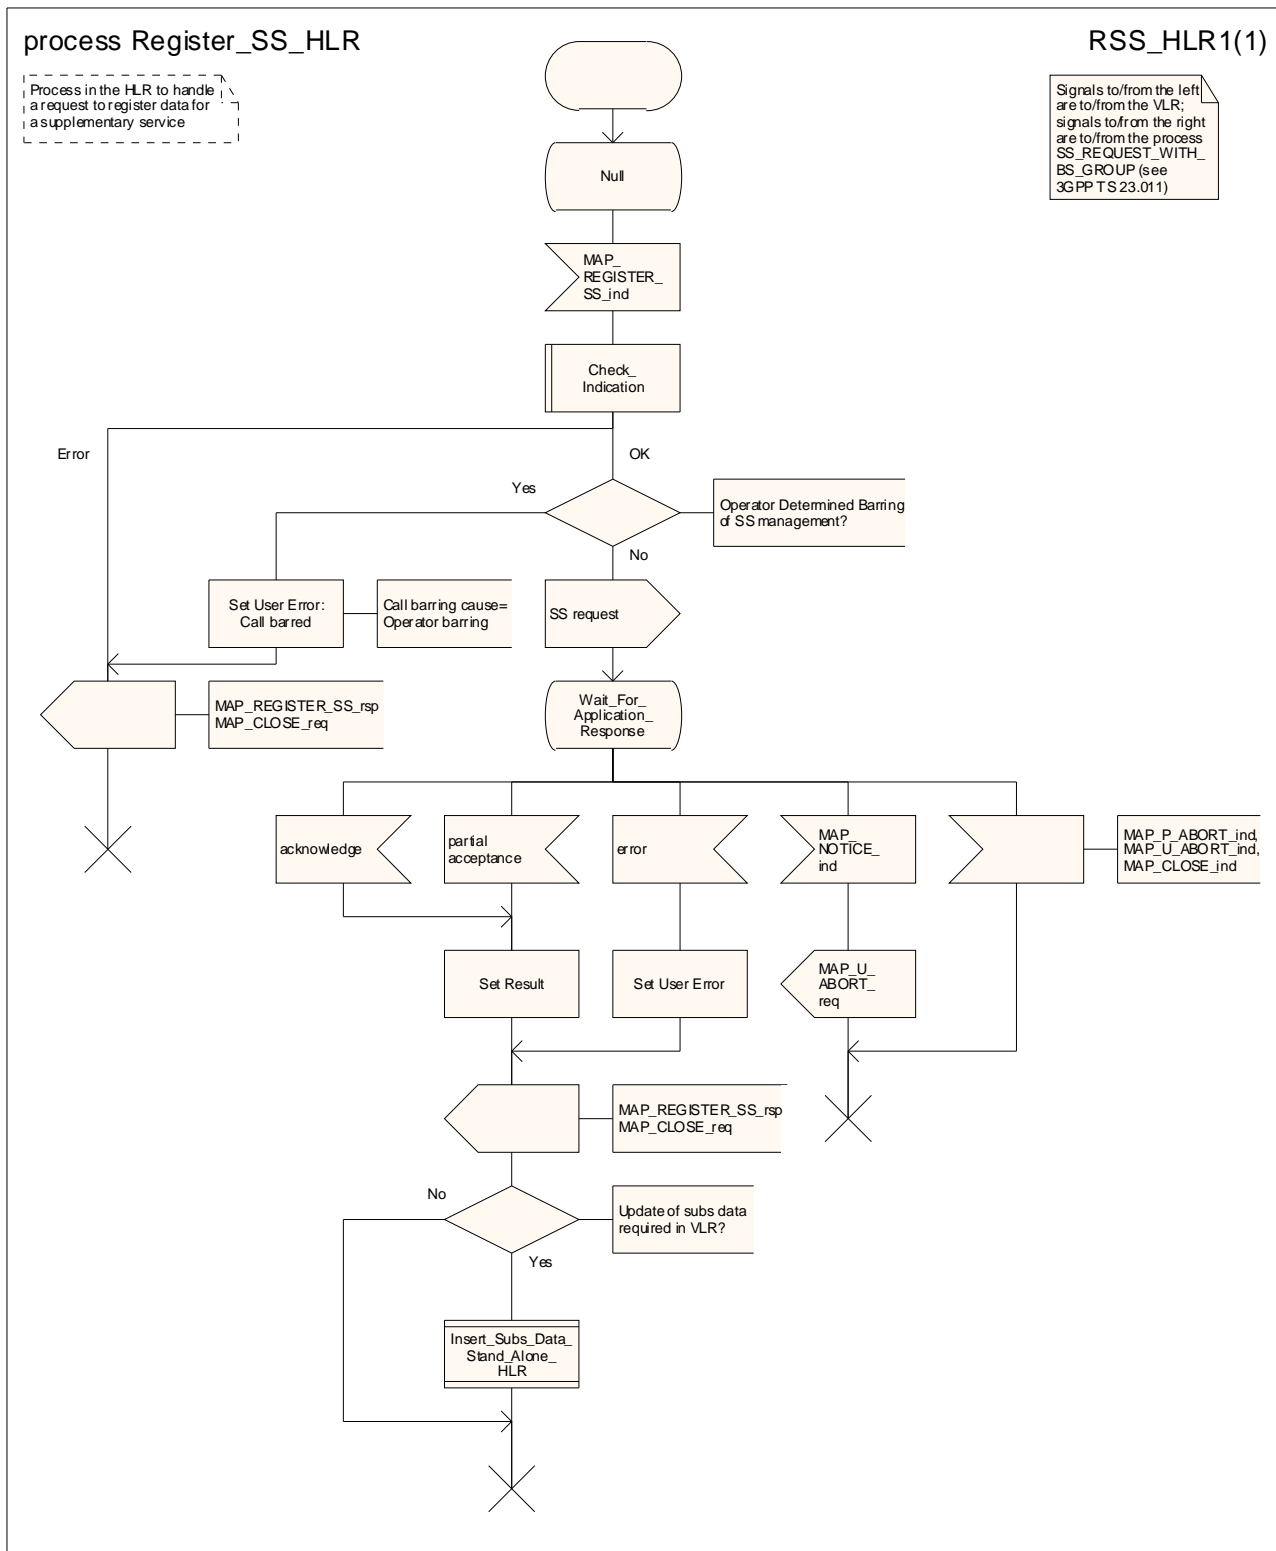 process Register_SS_HLR
RSS_HLR1(1)
Process in the HLR to handle
a request to register data for
a supplementary service
Signals to/from the left
are to/from the VLR;
signals to/from the right
are to/from the process
SS_REQUEST_WITH_
BS_GROUP (see
3GPP TS 23.011)
Null
MAP_
REGISTER_
SS_ind
Check_
Indication
Error
OK
Yes
Operator Determined Barring
of SS management?
No
Set User Error:
Call barred
Call barring cause=
Operator barring
SS request
MAP_REGISTER_SS_rsp
MAP_CLOSE_req
Wait_For_
Application_
Response
acknowledge
partial
acceptance
error
MAP_
NOTICE_
ind
MAP_P_ABORT_ind,
MAP_U_ABORT_ind,
MAP_CLOSE_ind
Set Result
Set User Error
MAP_U_
ABORT_
req
MAP_REGISTER_SS_rsp
MAP_CLOSE_req
No
Update of subs data
required in VLR?
Yes
Insert_Subs_Data_
Stand_Alone_
HLR